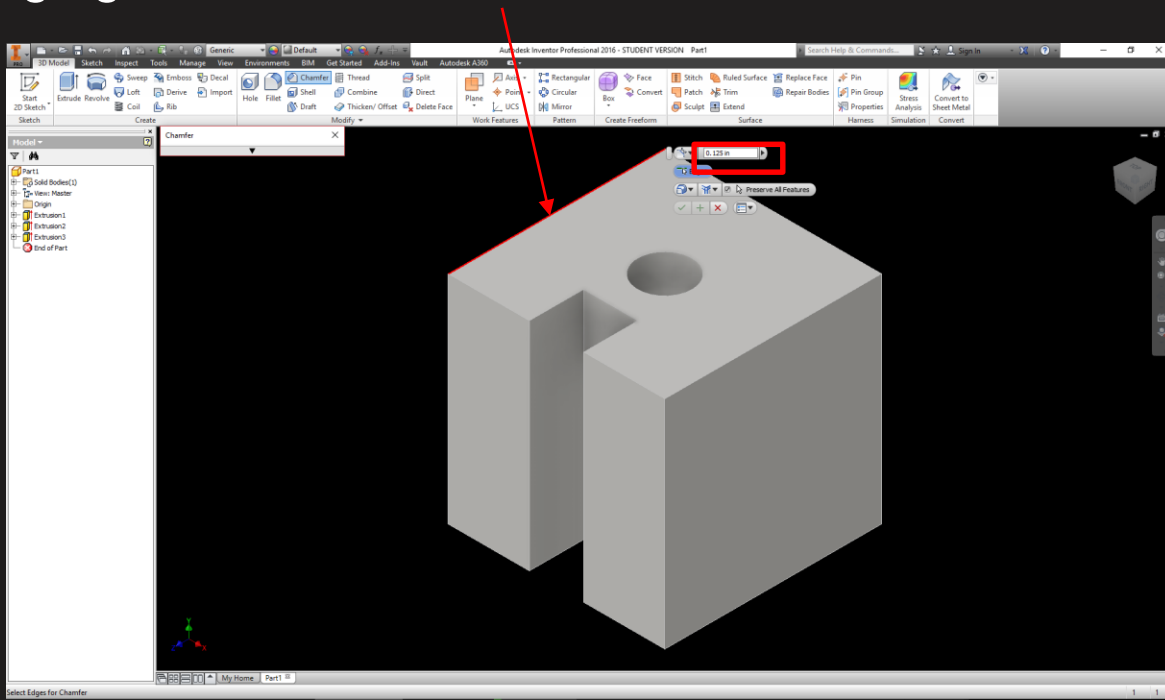 Generic Default Autodesk Inventor Professional 2016 - STUDENT VERSION Part1 Search Help & Commands... Sign In
PRO 3D Model Sketch Inspect Tools Manage View Environments BIM Get Started Add-Ins Vault Autodesk A360
Sweep Emboss Decal Chamfer Thread Split Axis Rectangular Face Stitch Ruled Surface Replace Face Pin
Start 2D Sketch Extrude Revolve Loft Derive Import Hole Fillet Shell Combine Direct Plane Point Circular Box Convert Patch Trim Repair Bodies Pin Group Stress Analysis Convert to Sheet Metal
Coil Rib Draft Thicken/ Offset Delete Face UCS Mirror Sculpt Extend Properties
Sketch Create Modify Work Features Pattern Create Freeform Surface Harness Simulation Convert
Model
Chamfer
0.125 in
Preserve All Features
Part1
Solid Bodies(1)
View: Master
Origin
Extrusion1
Extrusion2
Extrusion3
End of Part
Y
Z X
My Home Part1
Select Edges for Chamfer 1 1